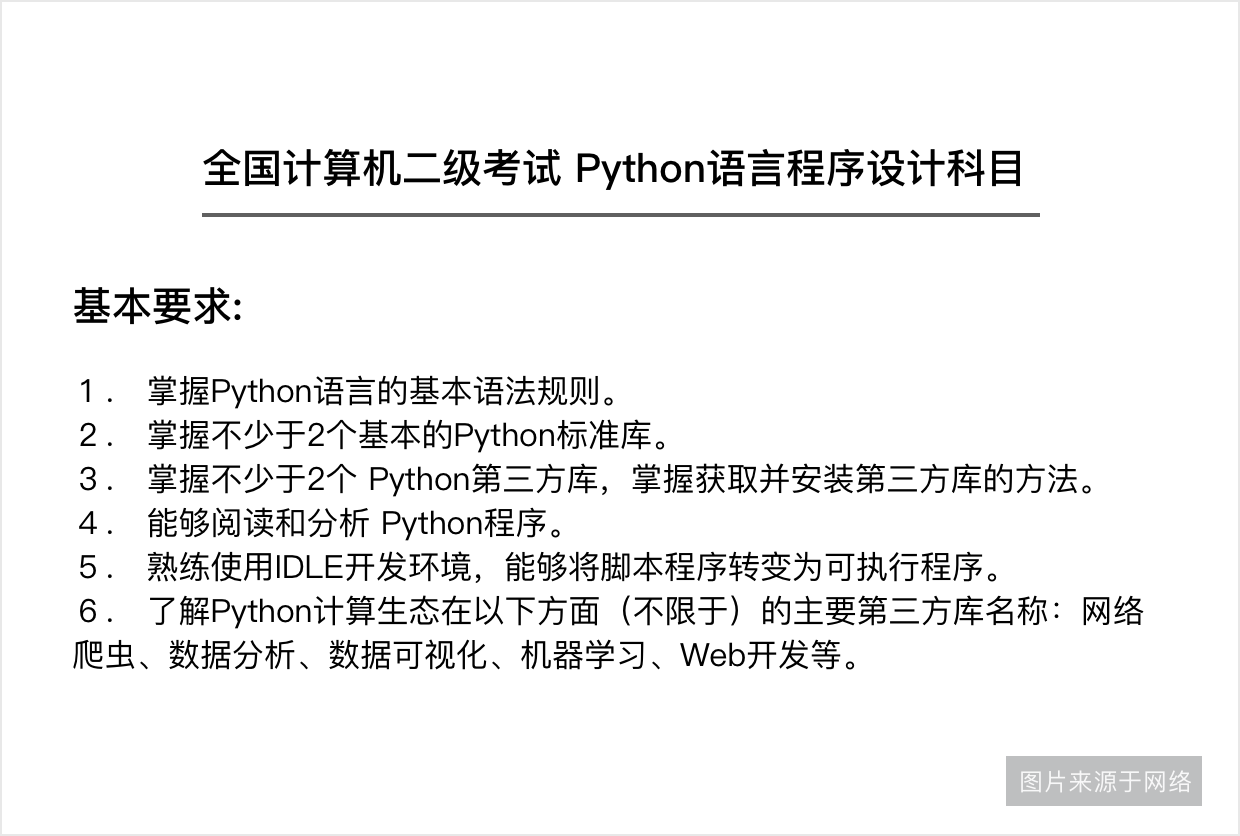 全国计算机二级考试 Python语言程序设计科目
基本要求:
1． 掌握Python语言的基本语法规则。
2． 掌握不少于2个基本的Python标准库。
3． 掌握不少于2个 Python第三方库，掌握获取并安装第三方库的方法。
4． 能够阅读和分析 Python程序。
5． 熟练使用IDLE开发环境，能够将脚本程序转变为可执行程序。
6． 了解Python计算生态在以下方面（不限于）的主要第三方库名称：网络
爬虫、数据分析、数据可视化、机器学习、Web开发等。
图片来源于网络